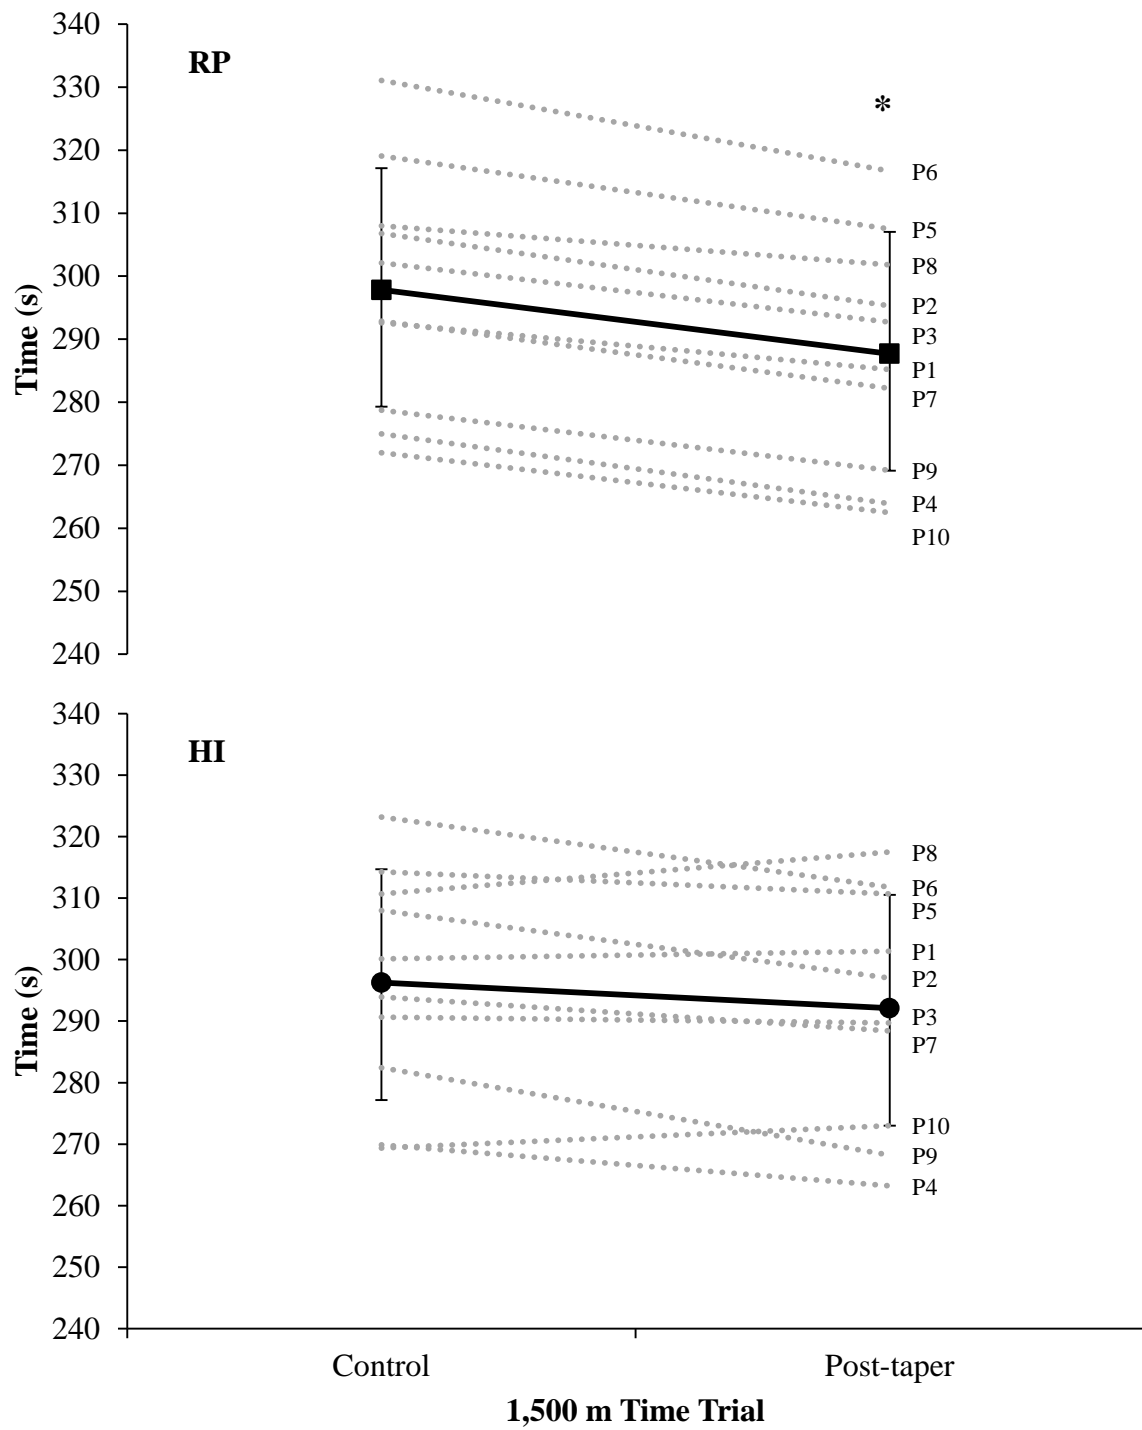 340
RP
330
*
320
P6
310
P5
P8
300
P2
P3
290
P1
P7
280
270
P9
P4
260
P10
250
240
Time (s)
340
HI
330
320
P8
P6
310
P5
P1
300
P2
290
P3
P7
280
P10
270
P9
P4
260
250
240
Time (s)
Control Post-taper
1,500 m Time Trial